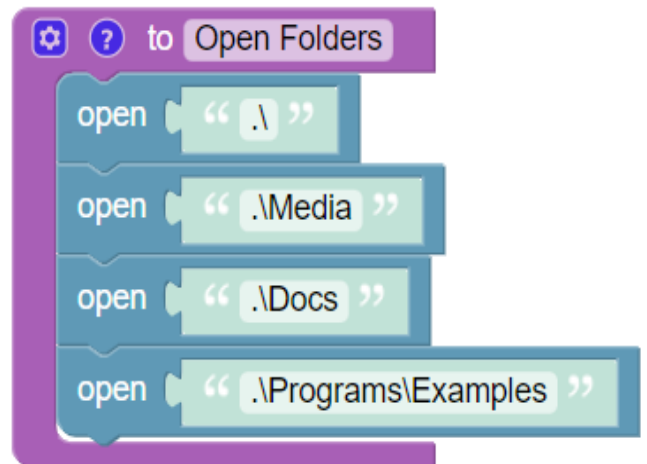 ? to Open Folders
open “ .\ ”
open “ .\Media ”
open “ .\Docs ”
open “ .\Programs\Examples ”